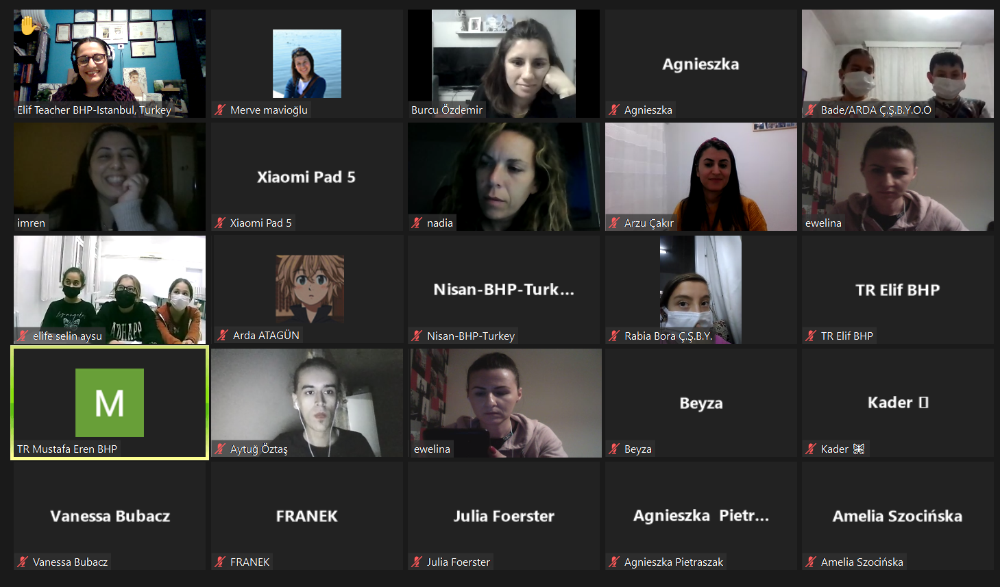 Elif Teacher BHP-Istanbul, Turkey
Merve mavioğlu
Burcu Özdemir
Agnieszka
Agnieszka
Bade/ARDA Ç.Ş.B.Y.O.O
imren
Xiaomi Pad 5
Xiaomi Pad 5
nadia
Arzu Çakır
ewelina
elife selin aysu
Arda ATAGÜN
Nisan-BHP-Turk...
Nisan-BHP-Turkey
Rabia Bora Ç.Ş.B.Y.
TR Elif BHP
TR Elif BHP
M
TR Mustafa Eren BHP
Aytuğ Öztaş
ewelina
Beyza
Beyza
Kader
Kader
Vanessa Bubacz
Vanessa Bubacz
FRANEK
FRANEK
Julia Foerster
Julia Foerster
Agnieszka Pietr...
Agnieszka Pietraszak
Amelia Szocińska
Amelia Szocińska